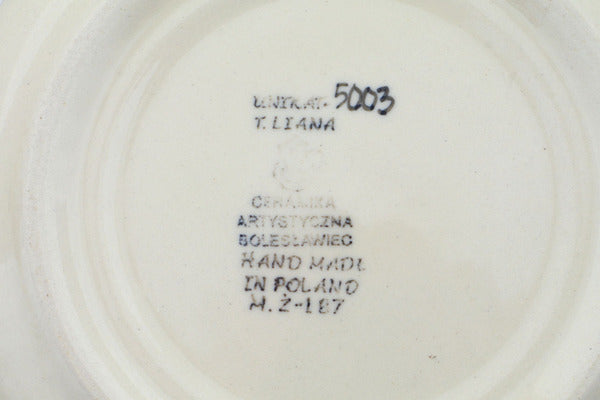 UNIKAT 5003
T. LIANA
CERAMIKA
ARTYSTYCZNA
BOLESŁAWIEC
HAND MADE
IN POLAND
M.Ż-187